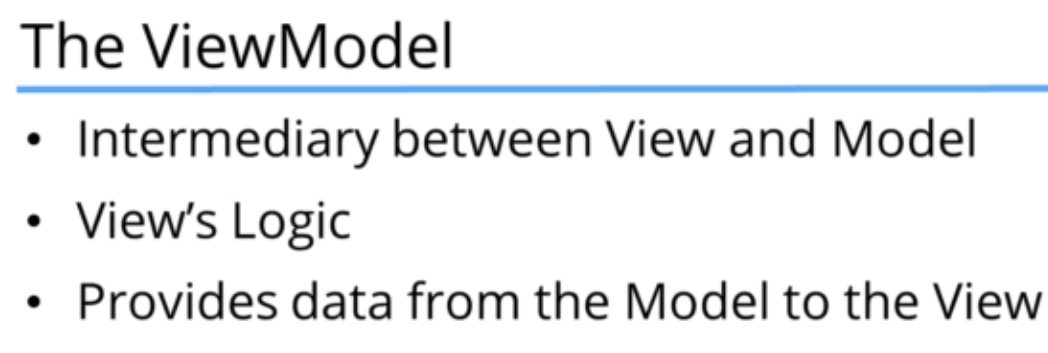 The ViewModel
• Intermediary between View and Model
• View’s Logic
• Provides data from the Model to the View